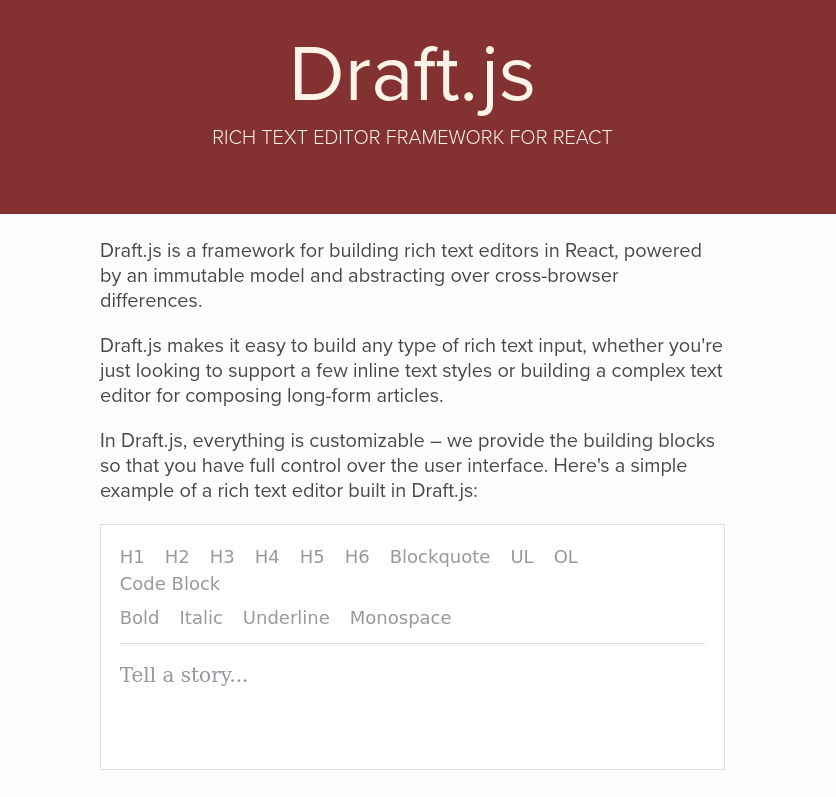 Draft.js
RICH TEXT EDITOR FRAMEWORK FOR REACT
Draft.js is a framework for building rich text editors in React, powered
by an immutable model and abstracting over cross-browser
differences.
Draft.js makes it easy to build any type of rich text input, whether you're
just looking to support a few inline text styles or building a complex text
editor for composing long-form articles.
In Draft.js, everything is customizable – we provide the building blocks
so that you have full control over the user interface. Here's a simple
example of a rich text editor built in Draft.js:
H1 H2 H3 H4 H5 H6 Blockquote UL OL
Code Block
Bold Italic Underline Monospace
Tell a story...